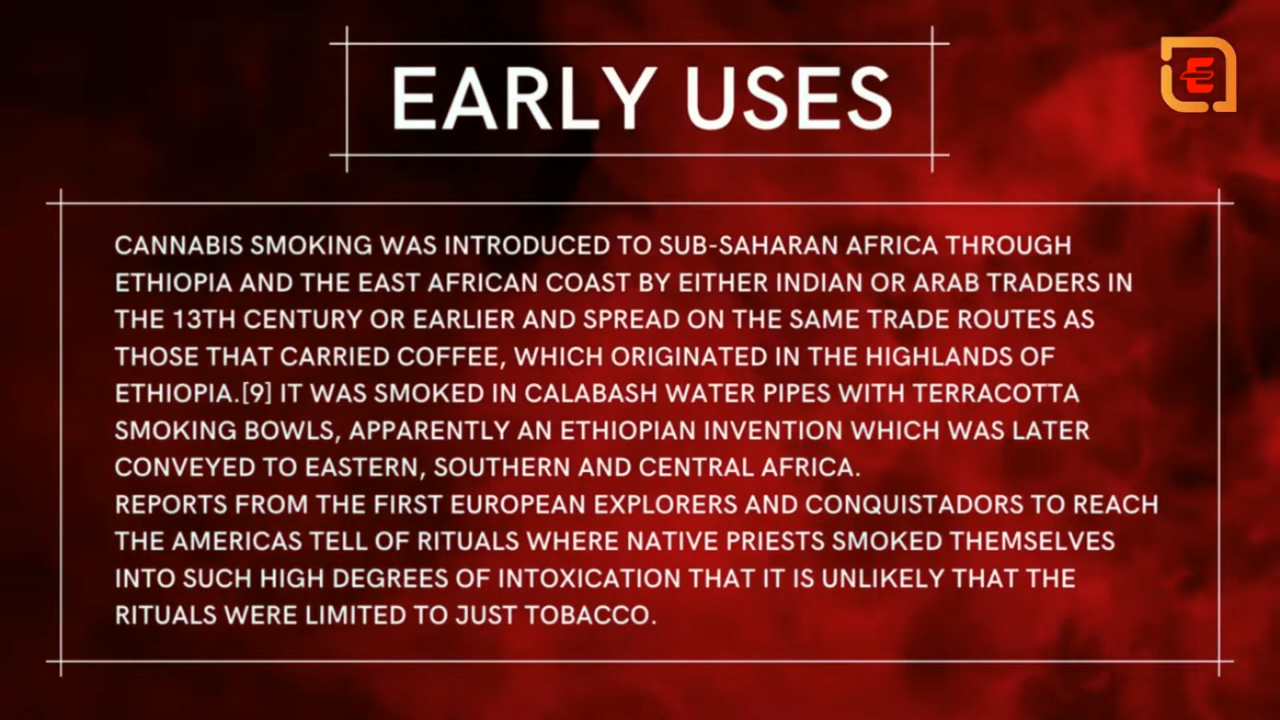 EARLY USES
CANNABIS SMOKING WAS INTRODUCED TO SUB-SAHARAN AFRICA THROUGH
ETHIOPIA AND THE EAST AFRICAN COAST BY EITHER INDIAN OR ARAB TRADERS IN
THE 13TH CENTURY OR EARLIER AND SPREAD ON THE SAME TRADE ROUTES AS
THOSE THAT CARRIED COFFEE, WHICH ORIGINATED IN THE HIGHLANDS OF
ETHIOPIA.[9] IT WAS SMOKED IN CALABASH WATER PIPES WITH TERRACOTTA
SMOKING BOWLS, APPARENTLY AN ETHIOPIAN INVENTION WHICH WAS LATER
CONVEYED TO EASTERN, SOUTHERN AND CENTRAL AFRICA.
REPORTS FROM THE FIRST EUROPEAN EXPLORERS AND CONQUISTADORS TO REACH
THE AMERICAS TELL OF RITUALS WHERE NATIVE PRIESTS SMOKED THEMSELVES
INTO SUCH HIGH DEGREES OF INTOXICATION THAT IT IS UNLIKELY THAT THE
RITUALS WERE LIMITED TO JUST TOBACCO.